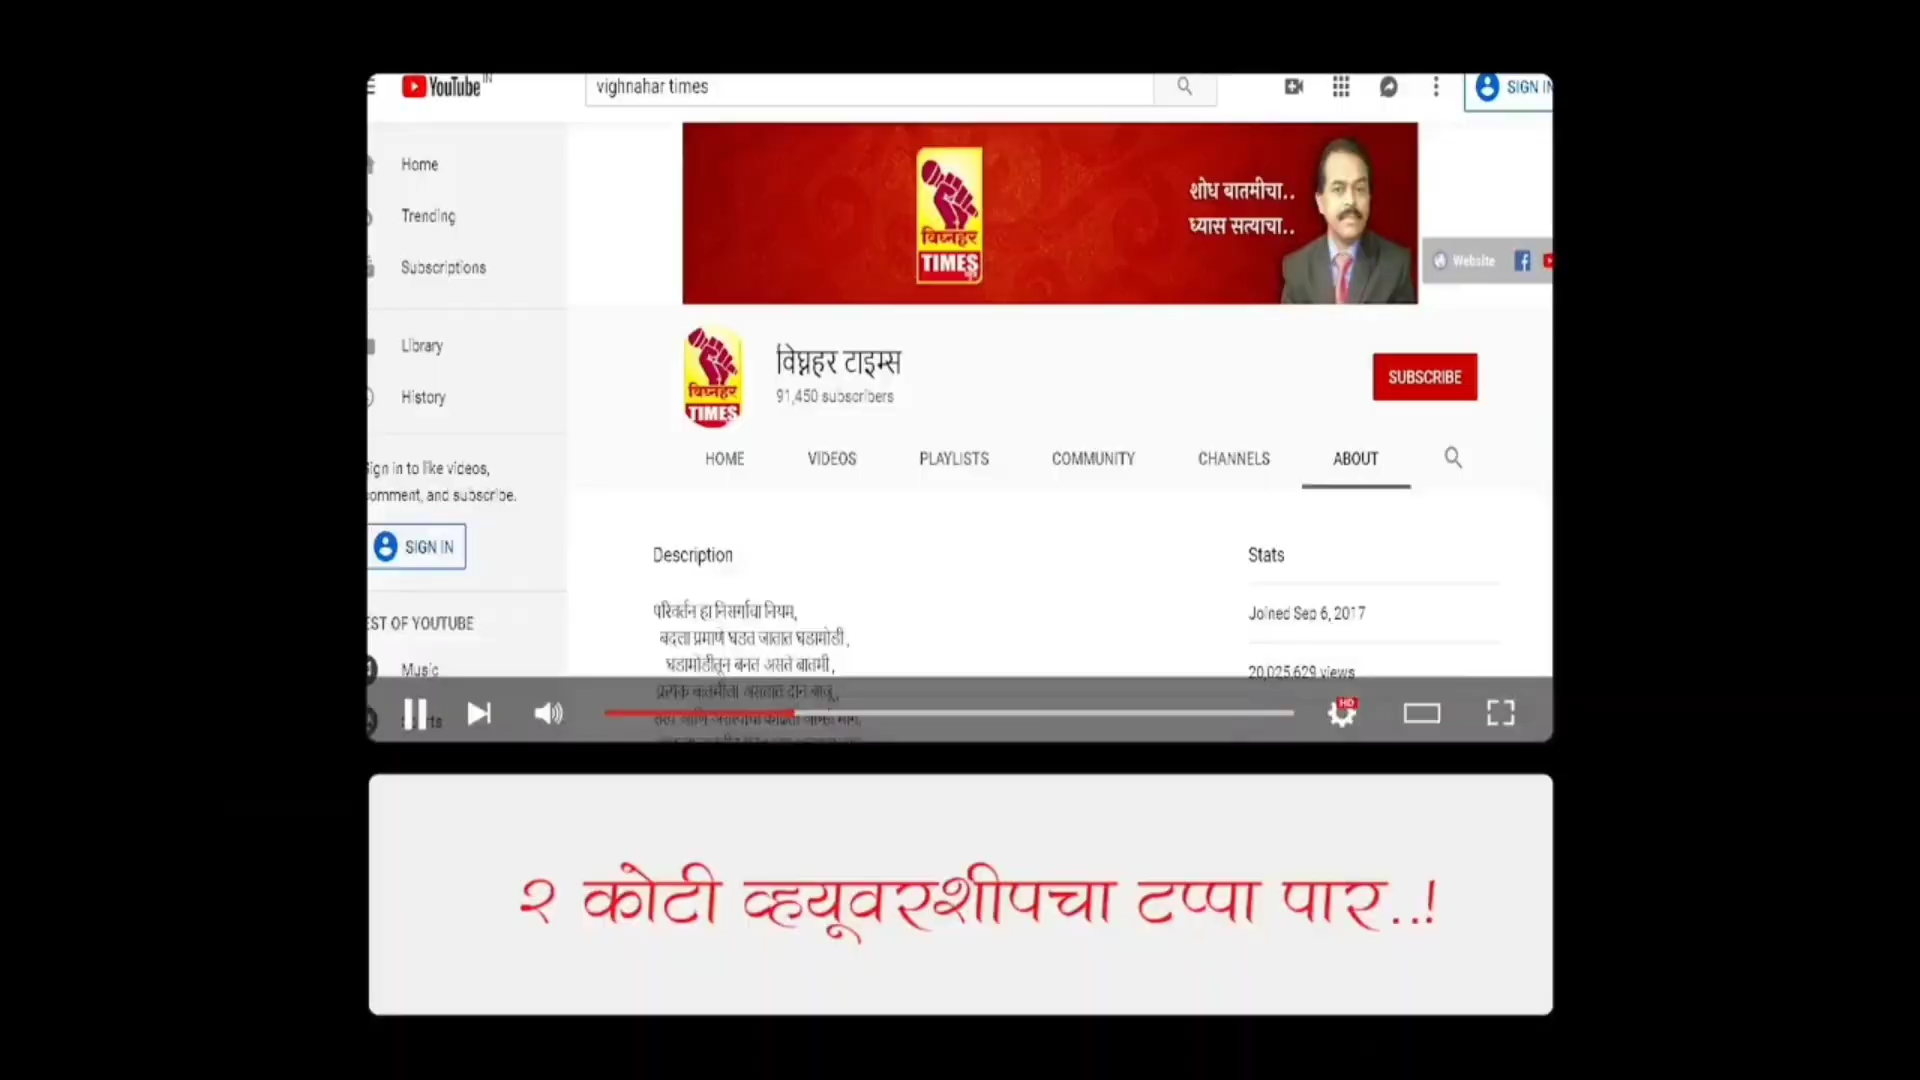 YouTube IN
vighnahar times
SIGN IN
Home
Trending
Subscriptions
Library
History
Sign in to like videos,
comment, and subscribe.
SIGN IN
BEST OF YOUTUBE
Music
विघ्नहर
TIMES
शोध बातमीचा..
ध्यास सत्याचा..
Website
विघ्नहर
TIMES
विघ्नहर टाइम्स
91,450 subscribers
SUBSCRIBE
HOME VIDEOS PLAYLISTS COMMUNITY CHANNELS ABOUT
Description
परिवर्तन हा निसर्गाचा नियम,
बदला प्रमाणे घडत जातात घडामोडी,
घडामोडीतून बनत असते बातमी,
Stats
Joined Sep 6, 2017
20,025,629 views
HD
२ कोटी व्हयूवरशीपचा टप्पा पार..!